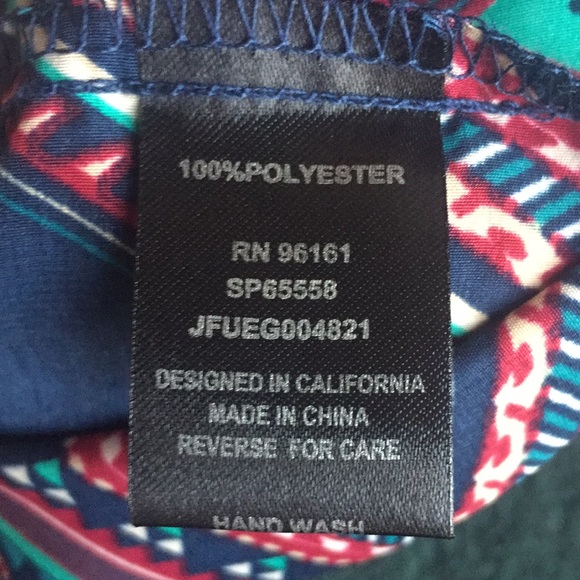 100%POLYESTER
RN 96161
SP65558
JFUEG004821
DESIGNED IN CALIFORNIA
MADE IN CHINA
REVERSE FOR CARE
HAND WASH